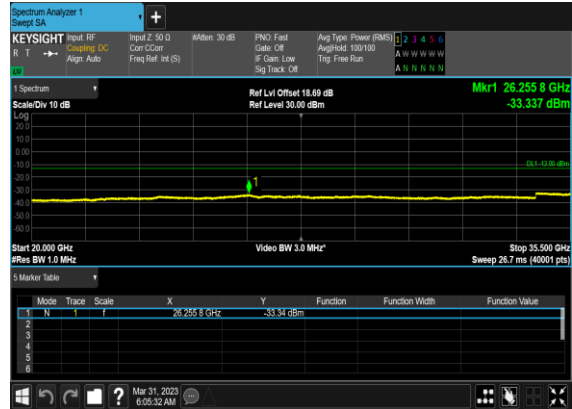 Spectrum Analyzer 1
Swept SA
+
KEYSIGHT Input: RF Input Z: 50 Ω #Atten: 30 dB PNO: Fast Avg Type: Power (RMS) 1 2 3 4 5 6
R T Coupling: DC Corr CCorr Gate: Off Avg|Hold: 100/100 A W W W W W
Align: Auto Freq Ref: Int (S) IF Gain: Low Trig: Free Run
Sig Track: Off A N N N N N
1 Spectrum Ref Lvl Offset 18.69 dB Mkr1 26.255 8 GHz
Scale/Div 10 dB Ref Level 30.00 dBm -33.337 dBm
Log
20.0
10.0
0.00
-10.0
DL1 -13.00 dBm
-20.0
1
-30.0
-40.0
-50.0
-60.0
Start 20.000 GHz Video BW 3.0 MHz* Stop 35.500 GHz
#Res BW 1.0 MHz Sweep 26.7 ms (40001 pts)
5 Marker Table
Mode Trace Scale X Y Function Function Width Function Value
1 N 1 f 26.255 8 GHz -33.34 dBm
2
3
4
5
6
? Mar 31, 2023
6:05:32 AM